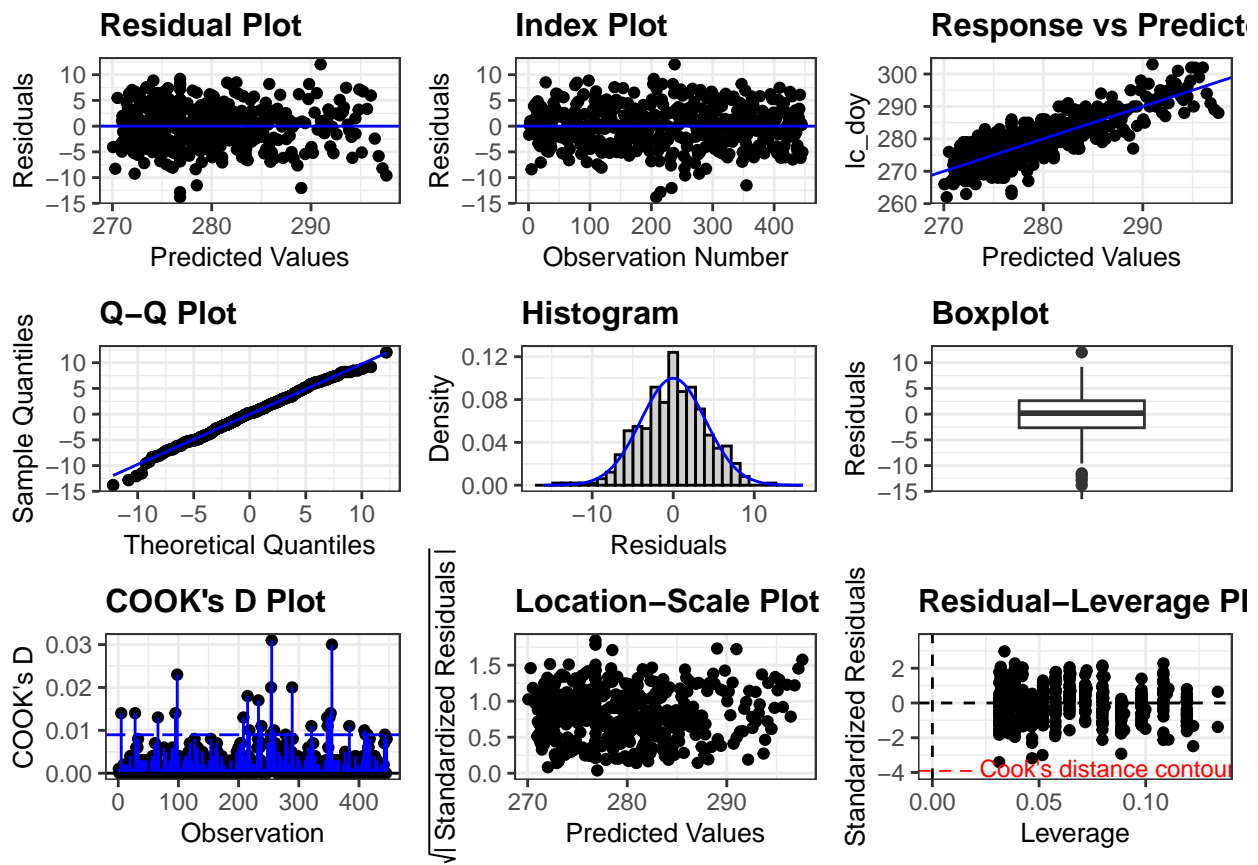 Residual Plot
Residuals
10
5
0
−5
−10
−15
270 280 290
Predicted Values
Index Plot
Residuals
10
5
0
−5
−10
−15
0 100 200 300 400
Observation Number
Response vs Predicte
lc_doy
300
290
280
270
260
270 280 290
Predicted Values
Q−Q Plot
Sample Quantiles
10
5
0
−5
−10
−15
−10 −5 0 5 10
Theoretical Quantiles
Histogram
Density
0.12
0.08
0.04
0.00
−10 0 10
Residuals
Boxplot
Residuals
10
5
0
−5
−10
−15
COOK's D Plot
COOK's D
0.03
0.02
0.01
0.00
0 100 200 300 400
Observation
Location−Scale Plot
√| Standardized Residuals |
1.5
1.0
0.5
0.0
270 280 290
Predicted Values
Residual−Leverage Pl
Standardized Residuals
2
0
−2
−4
Cook's distance contour
0.00 0.05 0.10
Leverage